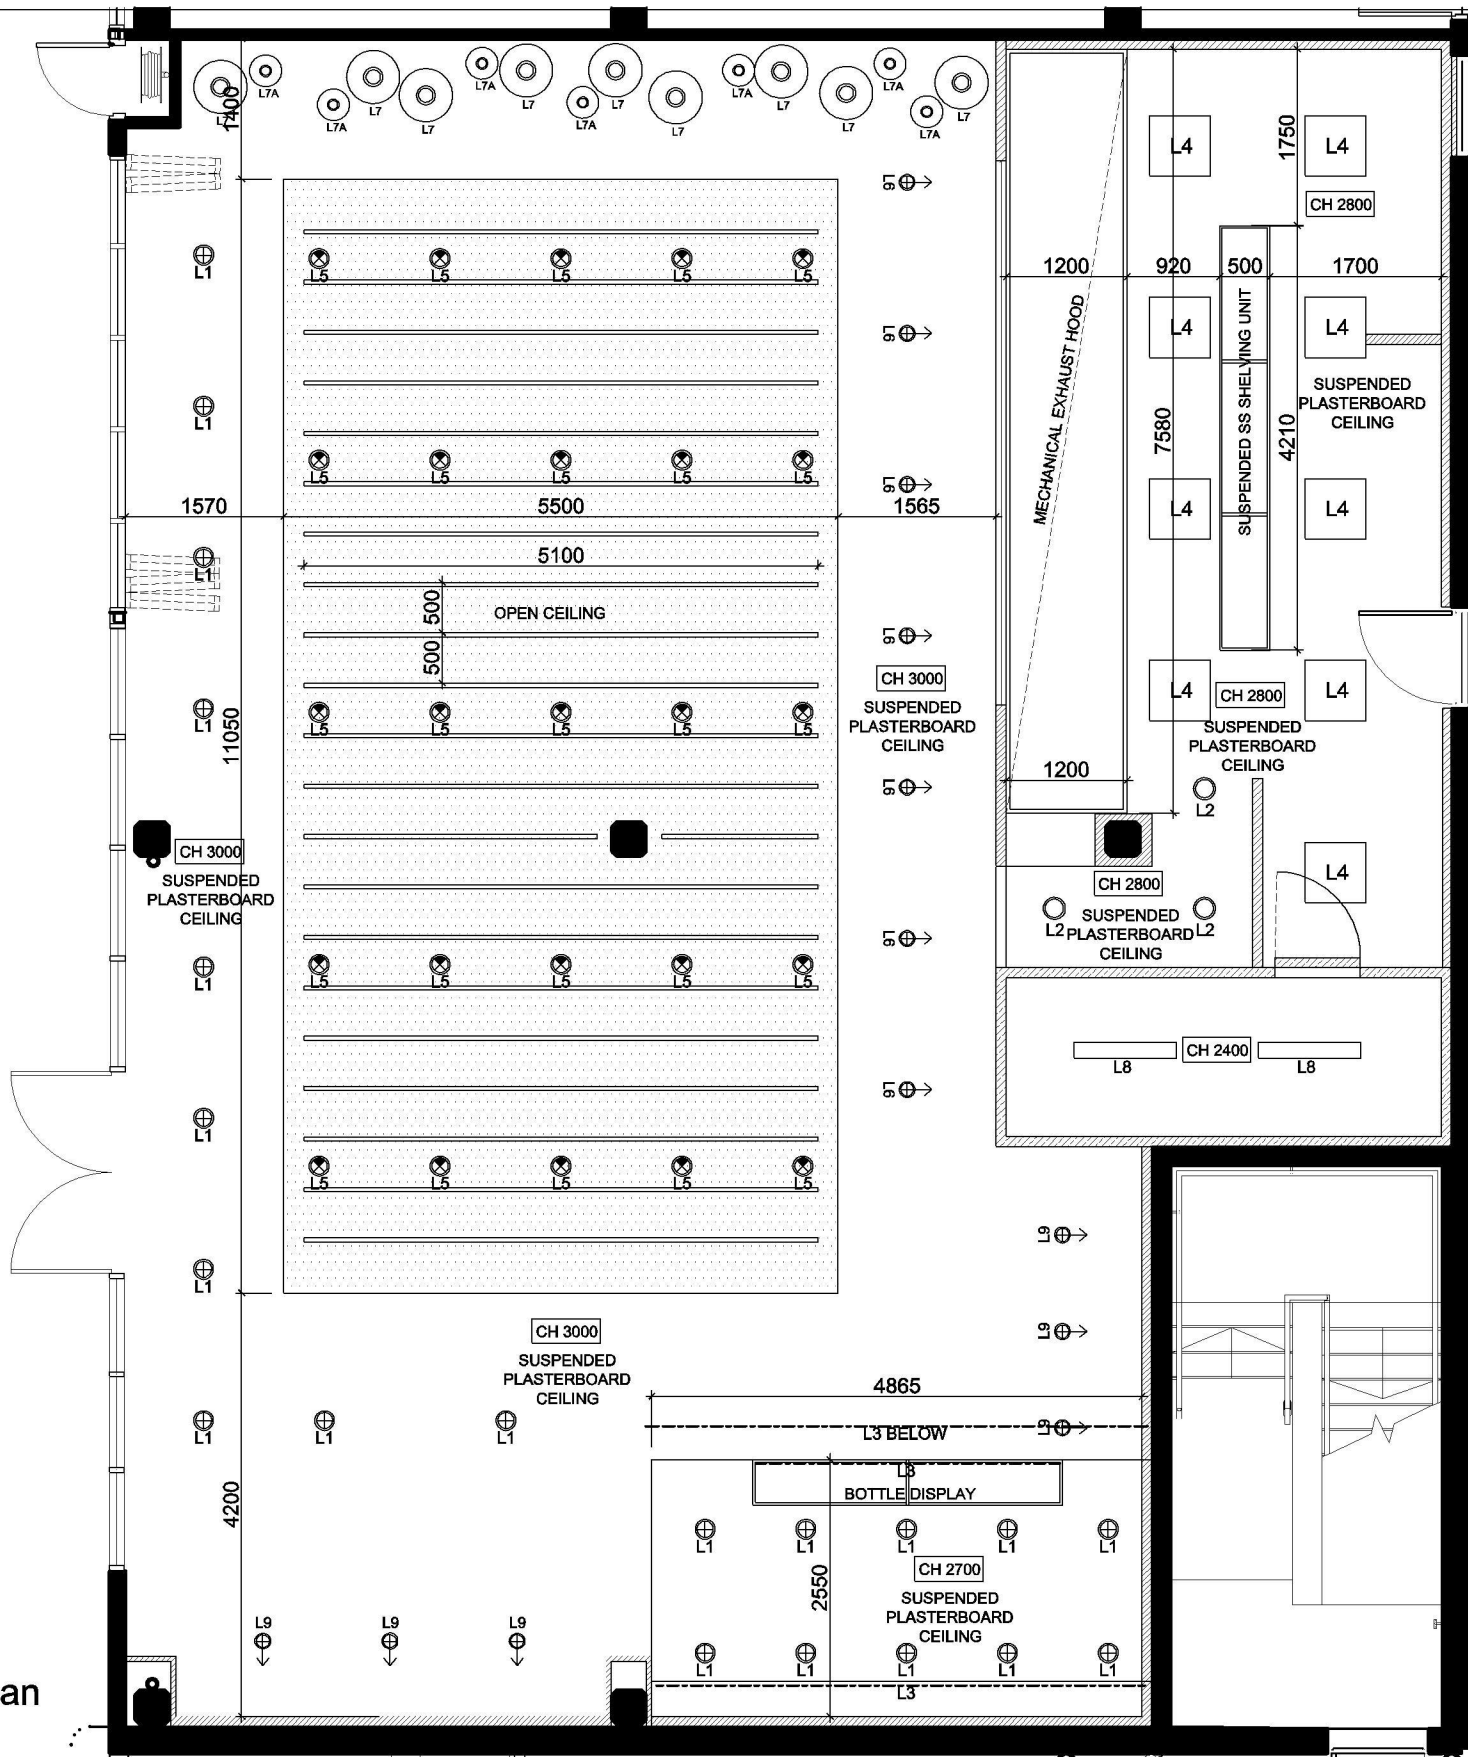 L7A
L7A
L7A
L7A
L7
L7
L7
L7
L7
1400
L7A
L7
L7A
L7
L7
L7A
L4
1750
L4
L6
CH 2800
L1
L5
L5
L5
L5
L5
1200
920
500
1700
L6
L4
L4
MECHANICAL EXHAUST HOOD
SUSPENDED SS SHELVING UNIT
SUSPENDED
PLASTERBOARD
CEILING
L1
7580
4210
L5
L5
L5
L5
L5
L6
1570
5500
1565
L4
L4
5100
L1
500
OPEN CEILING
500
L6
CH 3000
SUSPENDED
PLASTERBOARD
CEILING
L4
CH 2800
L4
SUSPENDED
PLASTERBOARD
CEILING
L1
11050
L5
L5
L5
L5
L5
1200
L6
L2
CH 3000
SUSPENDED
PLASTERBOARD
CEILING
L4
CH 2800
SUSPENDED
PLASTERBOARD
CEILING
L2
L2
L6
L1
L5
L5
L5
L5
L5
CH 2400
L8
L8
L6
L1
L5
L5
L5
L5
L5
L9
L1
CH 3000
SUSPENDED
PLASTERBOARD
CEILING
L9
4865
L1
L1
L1
L3 BELOW
L9
L3
BOTTLE DISPLAY
4200
L1
L1
L1
L1
L1
CH 2700
SUSPENDED
PLASTERBOARD
CEILING
2550
L9
L9
L9
L1
L1
L1
L1
L1
L3
an